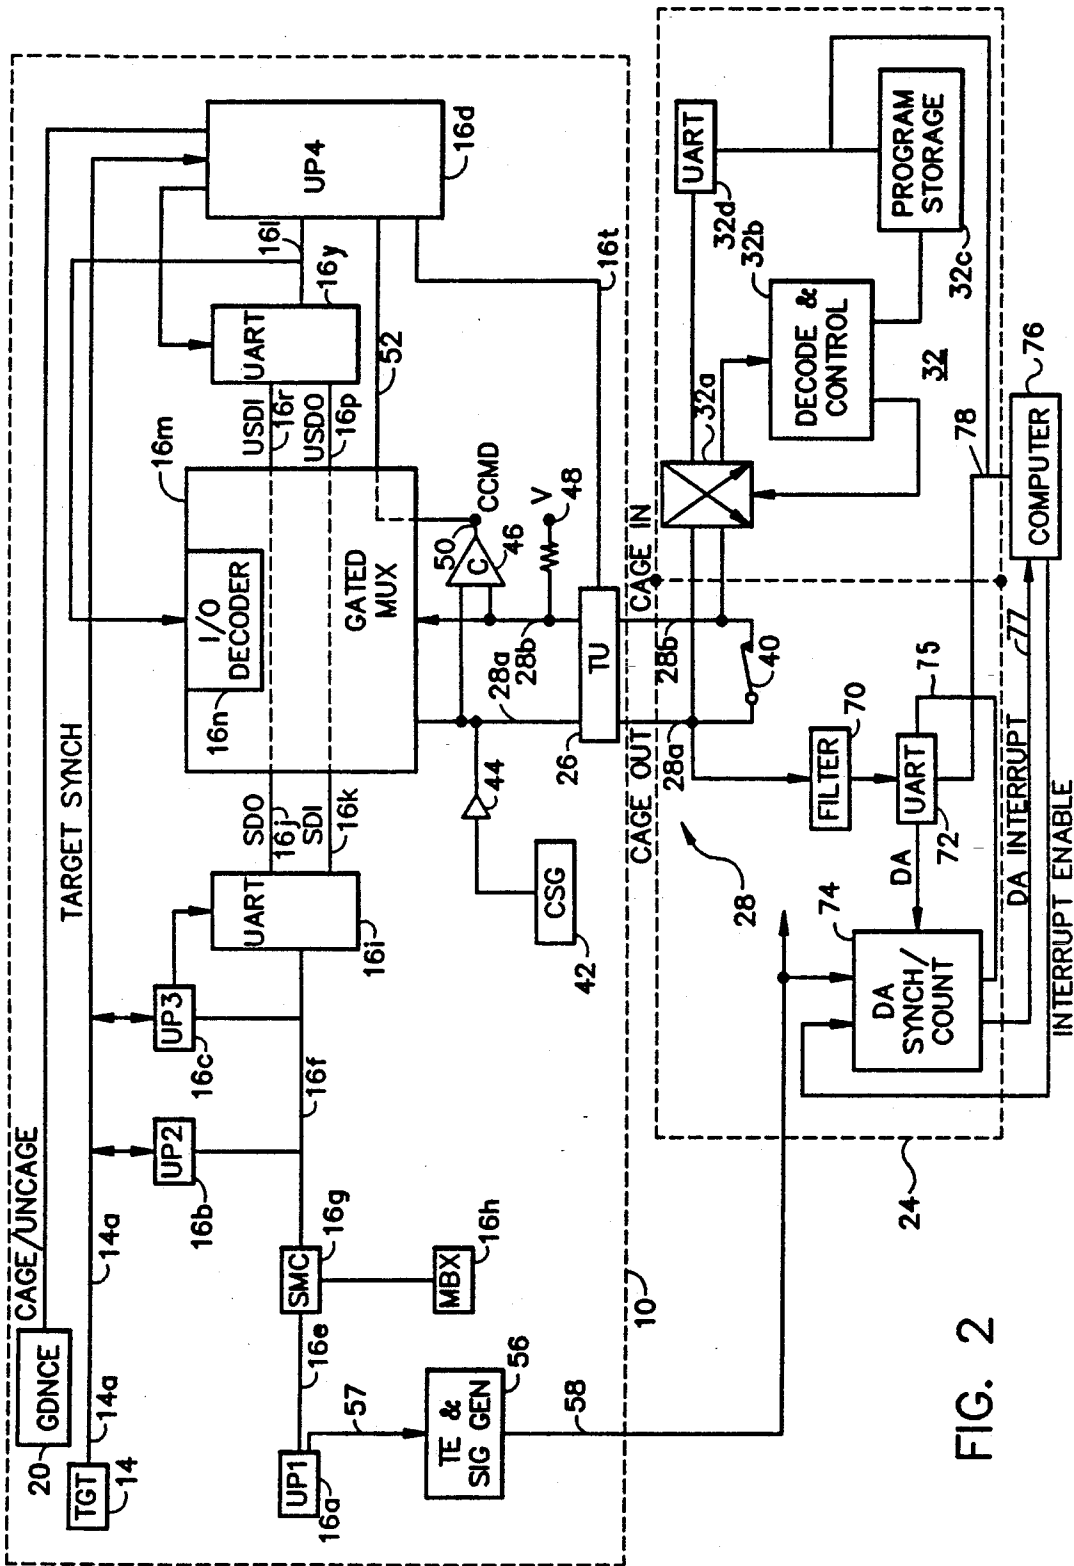 CAGE/UNCAGE
20
GDNCE
14a
14a
TARGET SYNCH
TGT
14
UP2
16b
UP3
16c
UP1
16a
16e
SMC
16g
MBX
16h
16f
57
TE &
SIG GEN
56
58
10
UART
16i
SDO
16j
SDI
16k
16m
I/O
DECODER
16n
GATED
MUX
USDI
16r
USDO
16p
UART
16y
16l
UP4
16d
52
CSG
42
44
C
50
46
CCMD
V
48
28a
28b
TU
26
16t
CAGE OUT
CAGE IN
28
28a
28b
40
32a
UART
32d
32b
DECODE &
CONTROL
PROGRAM
STORAGE
32c
32
FILTER
70
UART
72
75
DA
74
DA
SYNCH/
COUNT
DA INTERRUPT
77
78
COMPUTER
76
INTERRUPT ENABLE
24
FIG. 2